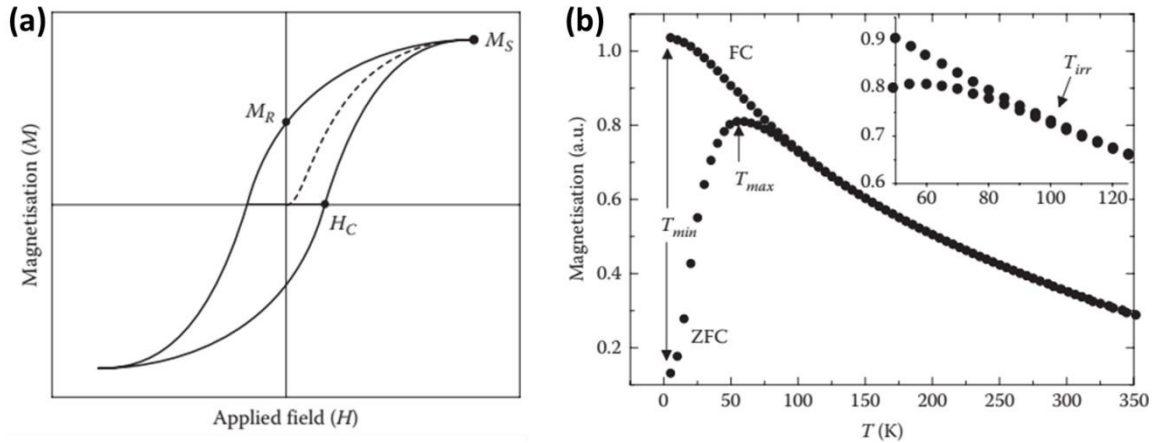 (a)
M_S
M_R
H_C
Magnetisation (M)
Applied field (H)
(b)
1.0
0.8
0.6
0.4
0.2
Magnetisation (a.u.)
FC
T_max
T_min
ZFC
0 50 100 150 200 250 300 350
T (K)
0.9
0.8
0.7
0.6
T_irr
60 80 100 120